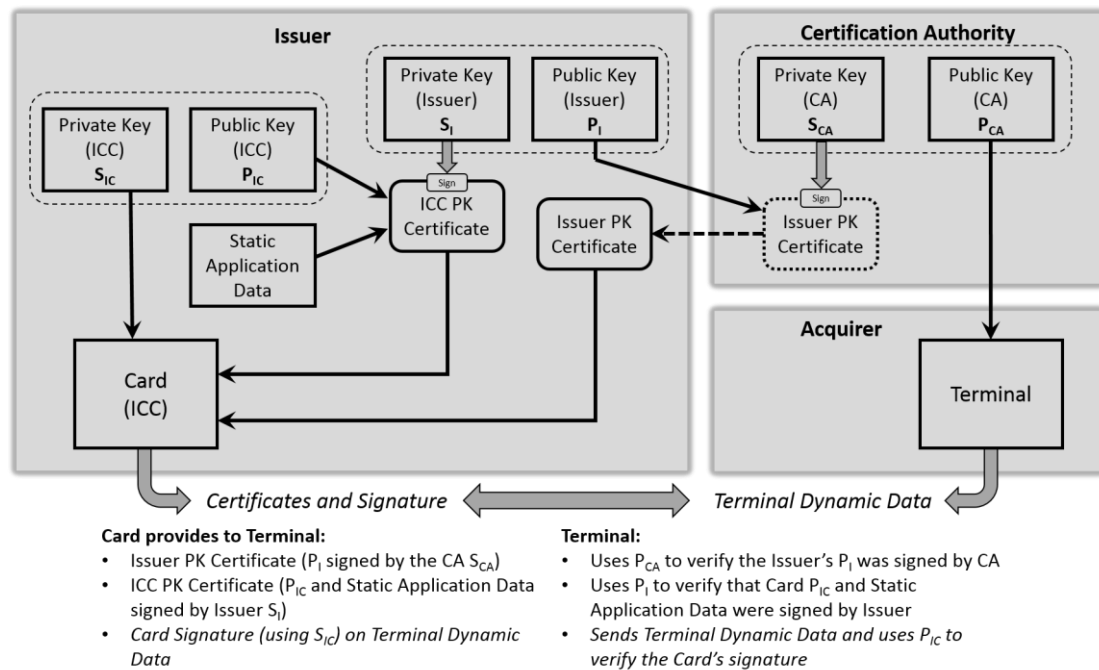 Issuer
Certification Authority
Private Key
(Issuer)
S_I
Public Key
(Issuer)
P_I
Private Key
(CA)
S_CA
Public Key
(CA)
P_CA
Private Key
(ICC)
S_IC
Public Key
(ICC)
P_IC
Sign
ICC PK
Certificate
Issuer PK
Certificate
Sign
Issuer PK
Certificate
Static
Application
Data
Card
(ICC)
Acquirer
Terminal
Certificates and Signature
Terminal Dynamic Data
Card provides to Terminal:
• Issuer PK Certificate (P_I signed by the CA S_CA)
• ICC PK Certificate (P_IC and Static Application Data
signed by Issuer S_I)
• Card Signature (using S_IC) on Terminal Dynamic
Data
Terminal:
• Uses P_CA to verify the Issuer's P_I was signed by CA
• Uses P_I to verify that Card P_IC and Static
Application Data were signed by Issuer
• Sends Terminal Dynamic Data and uses P_IC to
verify the Card's signature